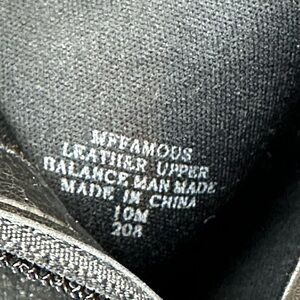 MFFAMOUS
LEATHER UPPER
BALANCE MAN MADE
MADE IN CHINA
10M
208